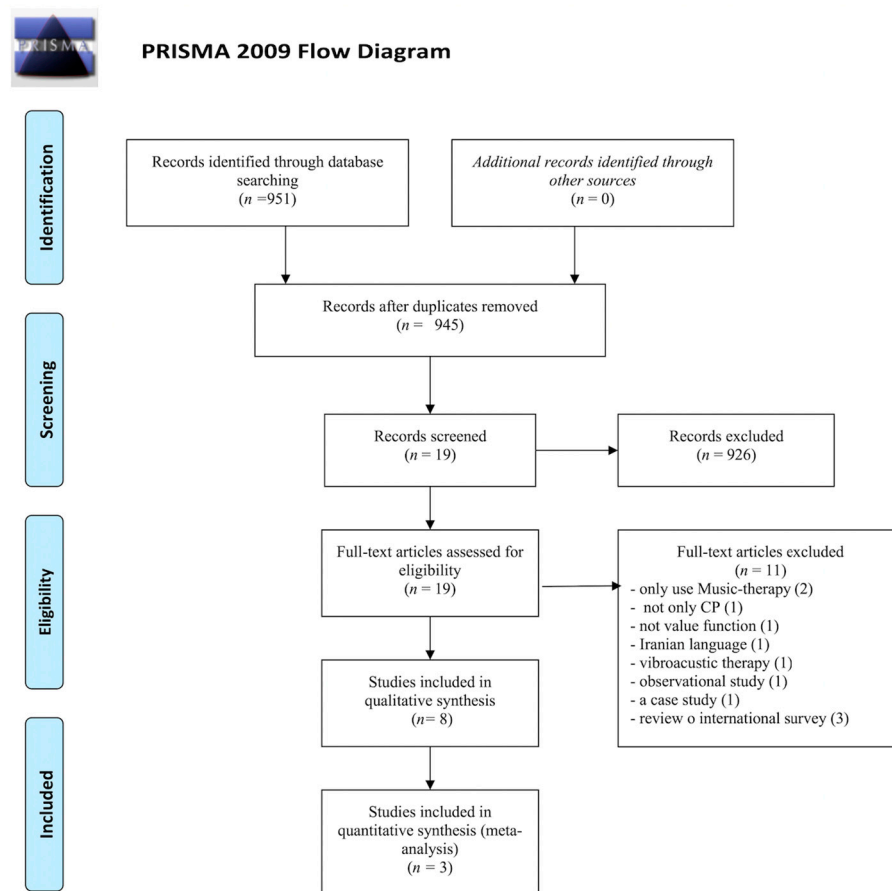 PRISMA
PRISMA 2009 Flow Diagram
Identification
Records identified through database
searching
(n =951)
Additional records identified through
other sources
(n = 0)
Records after duplicates removed
(n = 945)
Screening
Records screened
(n = 19)
Records excluded
(n = 926)
Eligibility
Full-text articles assessed for
eligibility
(n = 19)
Full-text articles excluded
(n = 11)
- only use Music-therapy (2)
- not only CP (1)
- not value function (1)
- Iranian language (1)
- vibroacustic therapy (1)
- observational study (1)
- a case study (1)
- review o international survey (3)
Studies included in
qualitative synthesis
(n= 8)
Included
Studies included in
quantitative synthesis (meta-
analysis)
(n = 3)